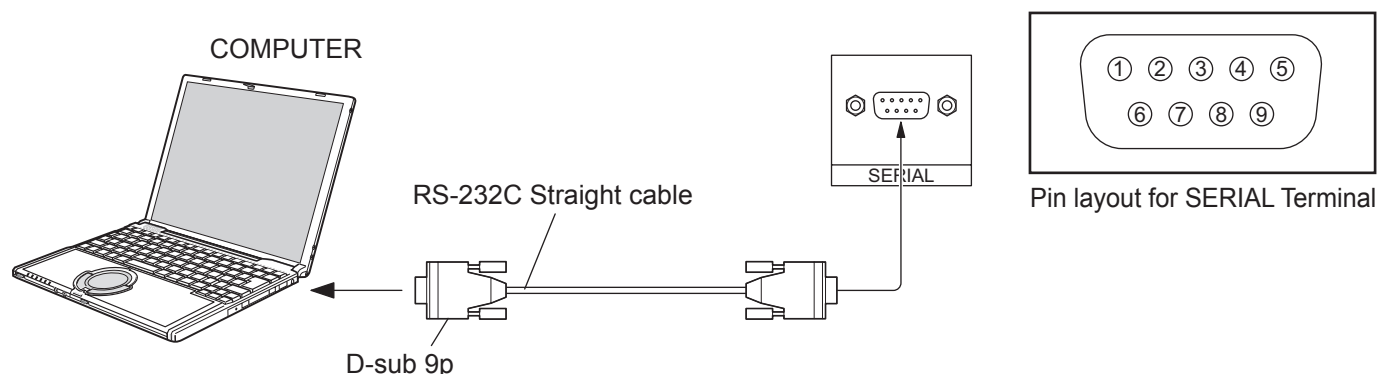 COMPUTER
RS-232C Straight cable
D-sub 9p
SERIAL
① ② ③ ④ ⑤
⑥ ⑦ ⑧ ⑨
Pin layout for SERIAL Terminal